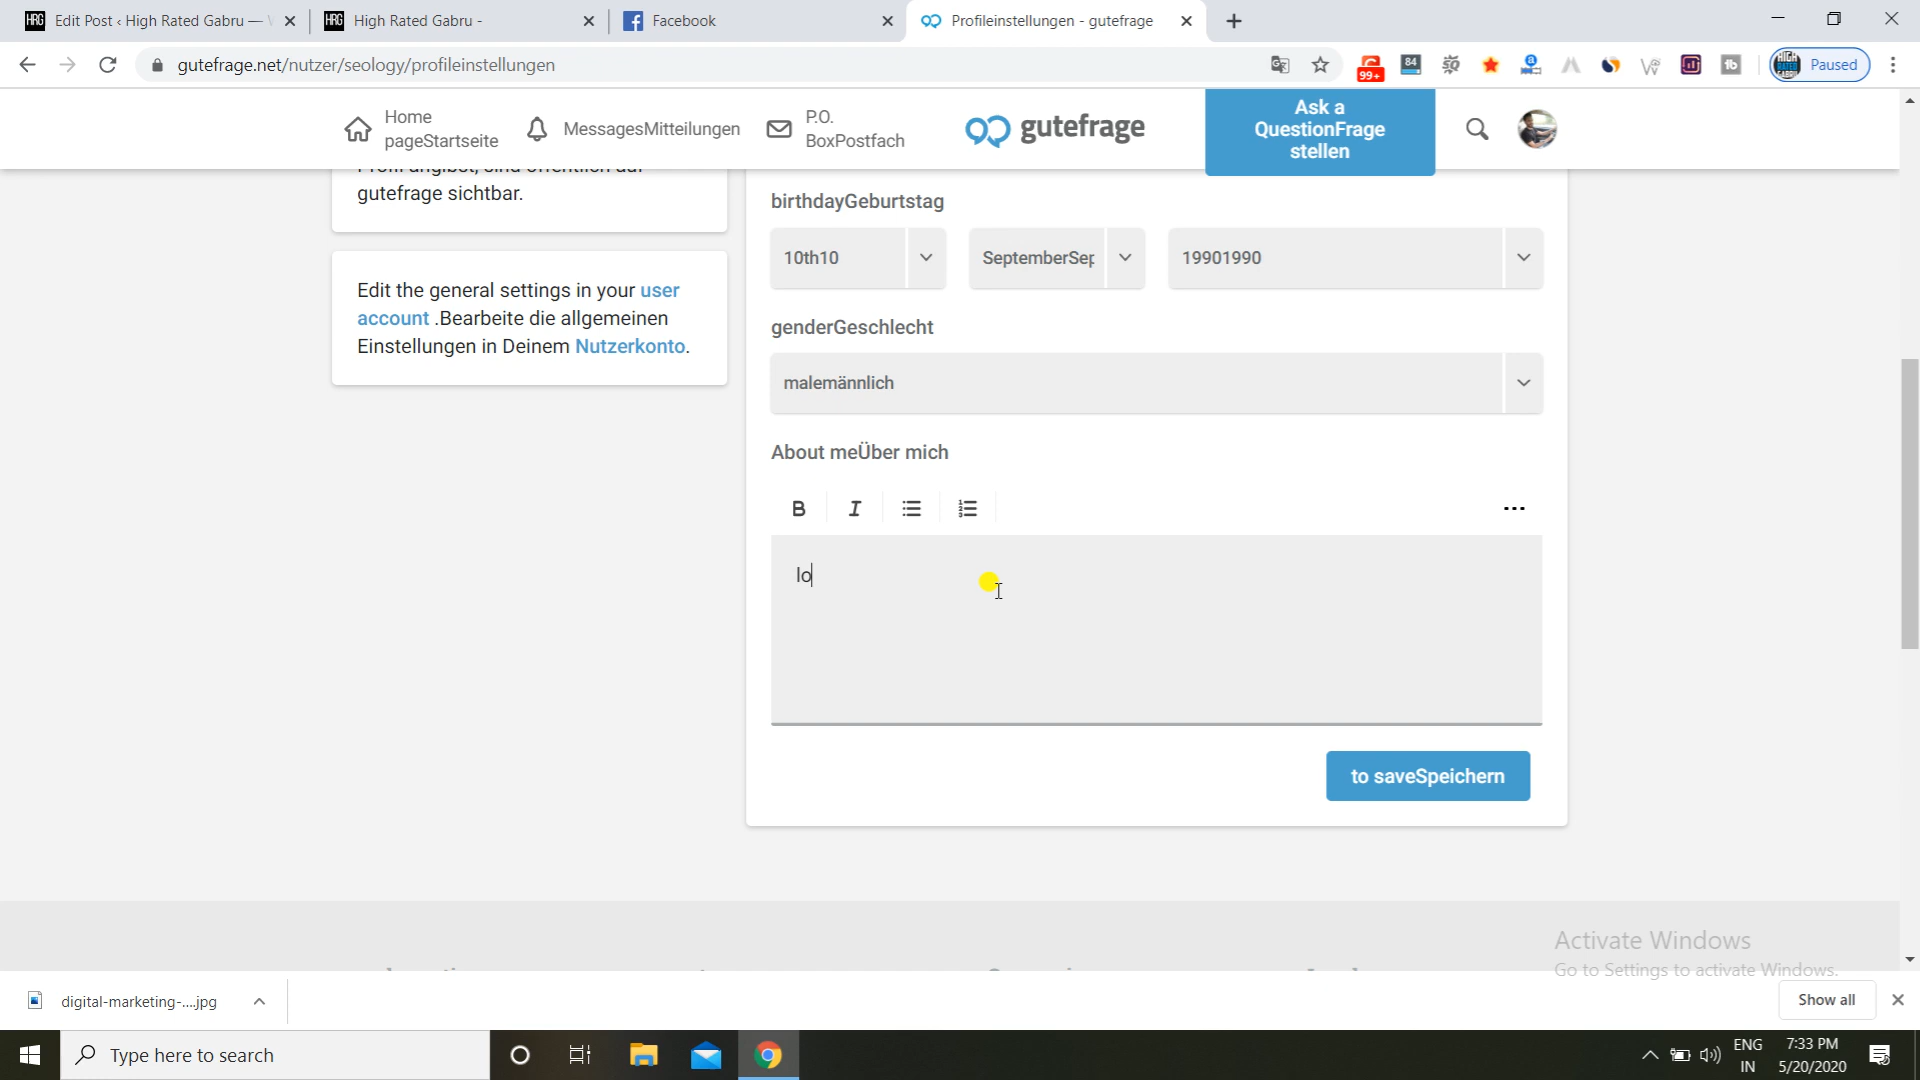 Edit Post ‹ High Rated Gabru —
High Rated Gabru -
Facebook
Profileinstellungen - gutefrage
gutefrage.net/nutzer/seology/profileinstellungen
99+
84
Paused
Home
pageStartseite
MessagesMitteilungen
P.O.
BoxPostfach
gutefrage
Ask a
QuestionFrage
stellen
gutefrage sichtbar.
Edit the general settings in your user
account .Bearbeite die allgemeinen
Einstellungen in Deinem Nutzerkonto.
birthdayGeburtstag
10th10
SeptemberSep
19901990
genderGeschlecht
malemännlich
About meÜber mich
B I
lo
to saveSpeichern
Activate Windows
Go to Settings to activate Windows.
digital-marketing-....jpg
Show all
Type here to search
ENG
IN
7:33 PM
5/20/2020